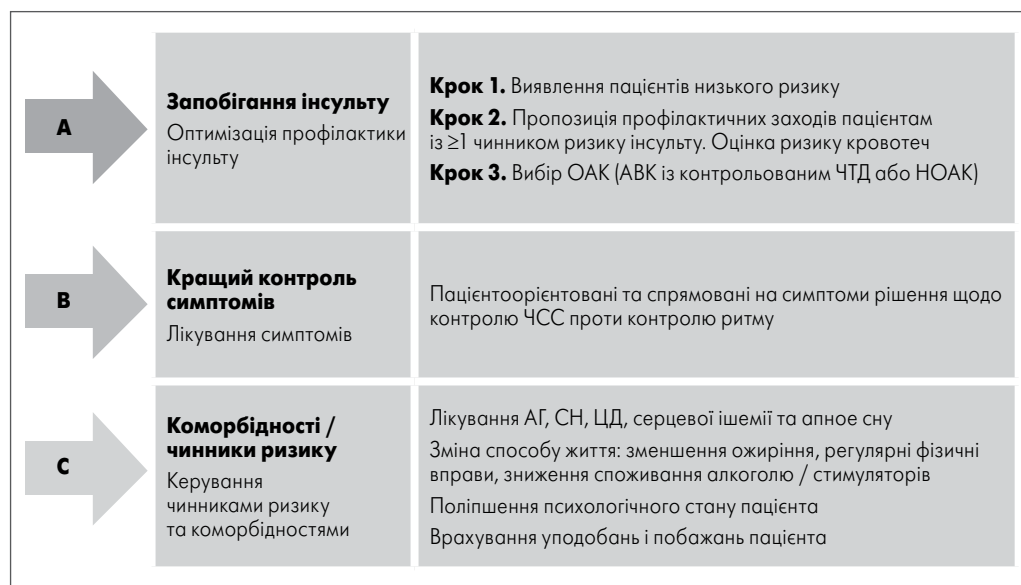 A
Запобігання інсульту
Оптимізація профілактики
інсульту
Крок 1. Виявлення пацієнтів низького ризику
Крок 2. Пропозиція профілактичних заходів пацієнтам
із ≥1 чинником ризику інсульту. Оцінка ризику кровотеч
Крок 3. Вибір ОАК (АВК із контрольованим ЧТД або НОАК)
B
Кращий контроль
симптомів
Лікування симптомів
Пацієнтоорієнтовані та спрямовані на симптоми рішення щодо
контролю ЧСС проти контролю ритму
C
Коморбідності /
чинники ризику
Керування
чинниками ризику
та коморбідностями
Лікування АГ, СН, ЦД, серцевої ішемії та апное сну
Зміна способу життя: зменшення ожиріння, регулярні фізичні
вправи, зниження споживання алкоголю / стимуляторів
Поліпшення психологічного стану пацієнта
Врахування уподобань і побажань пацієнта